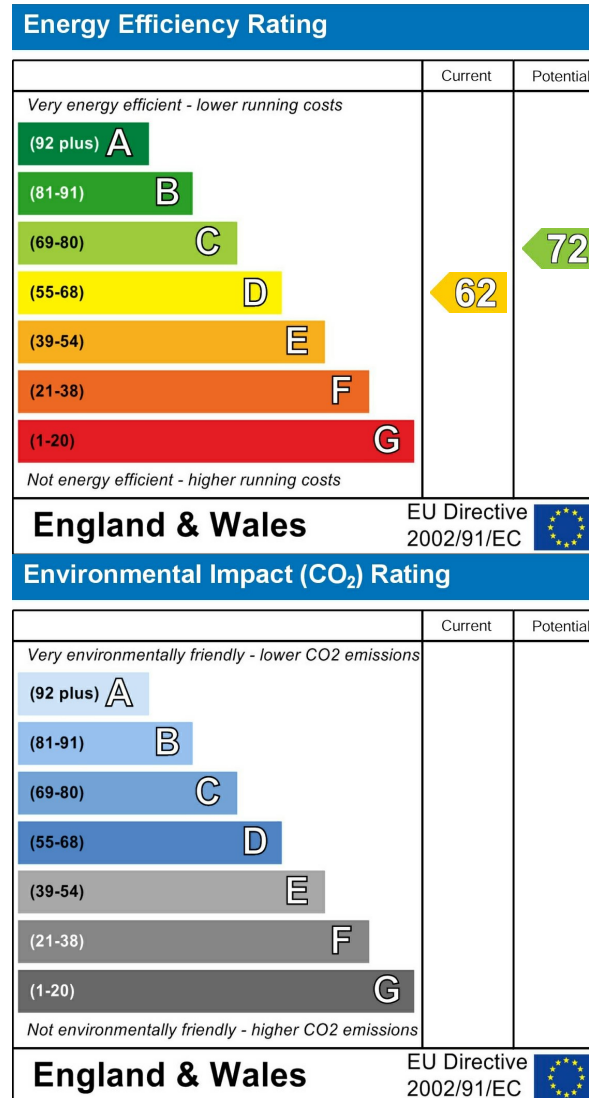 Energy Efficiency Rating
Current Potential
Very energy efficient - lower running costs
(92 plus) A
(81-91) B
(69-80) C
72
(55-68) D
62
(39-54) E
(21-38) F
(1-20) G
Not energy efficient - higher running costs
England & Wales
EU Directive
2002/91/EC
Environmental Impact (CO₂) Rating
Current Potential
Very environmentally friendly - lower CO2 emissions
(92 plus) A
(81-91) B
(69-80) C
(55-68) D
(39-54) E
(21-38) F
(1-20) G
Not environmentally friendly - higher CO2 emissions
England & Wales
EU Directive
2002/91/EC